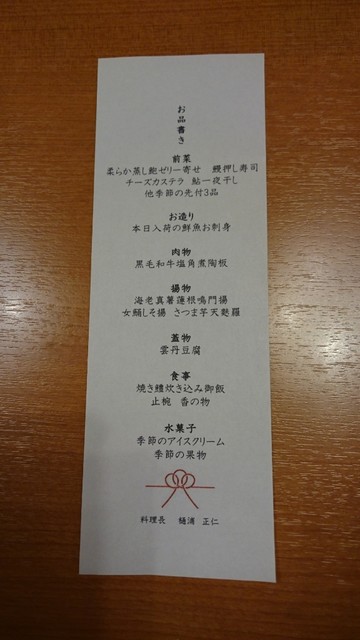 お品書き
前菜
柔らか蒸し鮑ゼリー寄せ 鰻押し寿司
チーズカステラ 鮎一夜干し
他季節の先付3品
お造り
本日入荷の鮮魚お刺身
肉物
黒毛和牛塩角煮陶板
揚物
海老真薯蓮根鳴門揚
女鯒しそ揚 さつま芋天麩羅
蓋物
雲丹豆腐
食事
焼き鱧炊き込み御飯
止椀 香の物
水菓子
季節のアイスクリーム
季節の果物
料理長 樋浦 正仁